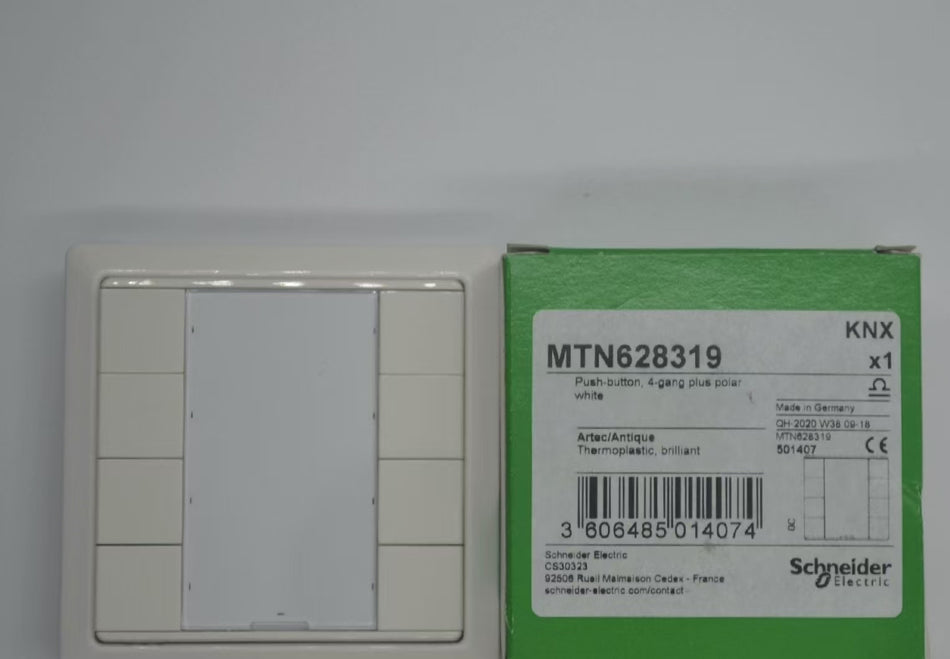 KNX
MTN628319
x1
Push-button, 4-gang plus polar
white
Made in Germany
QH-2020 W38 09-18
MTN628319
501407
CE
Artec/Antique
Thermoplastic, brilliant
3 606485 014074
QC
Schneider Electric
CS30323
92506 Rueil Malmaison Cedex - France
schneider-electric.com/contact
Schneider
Electric